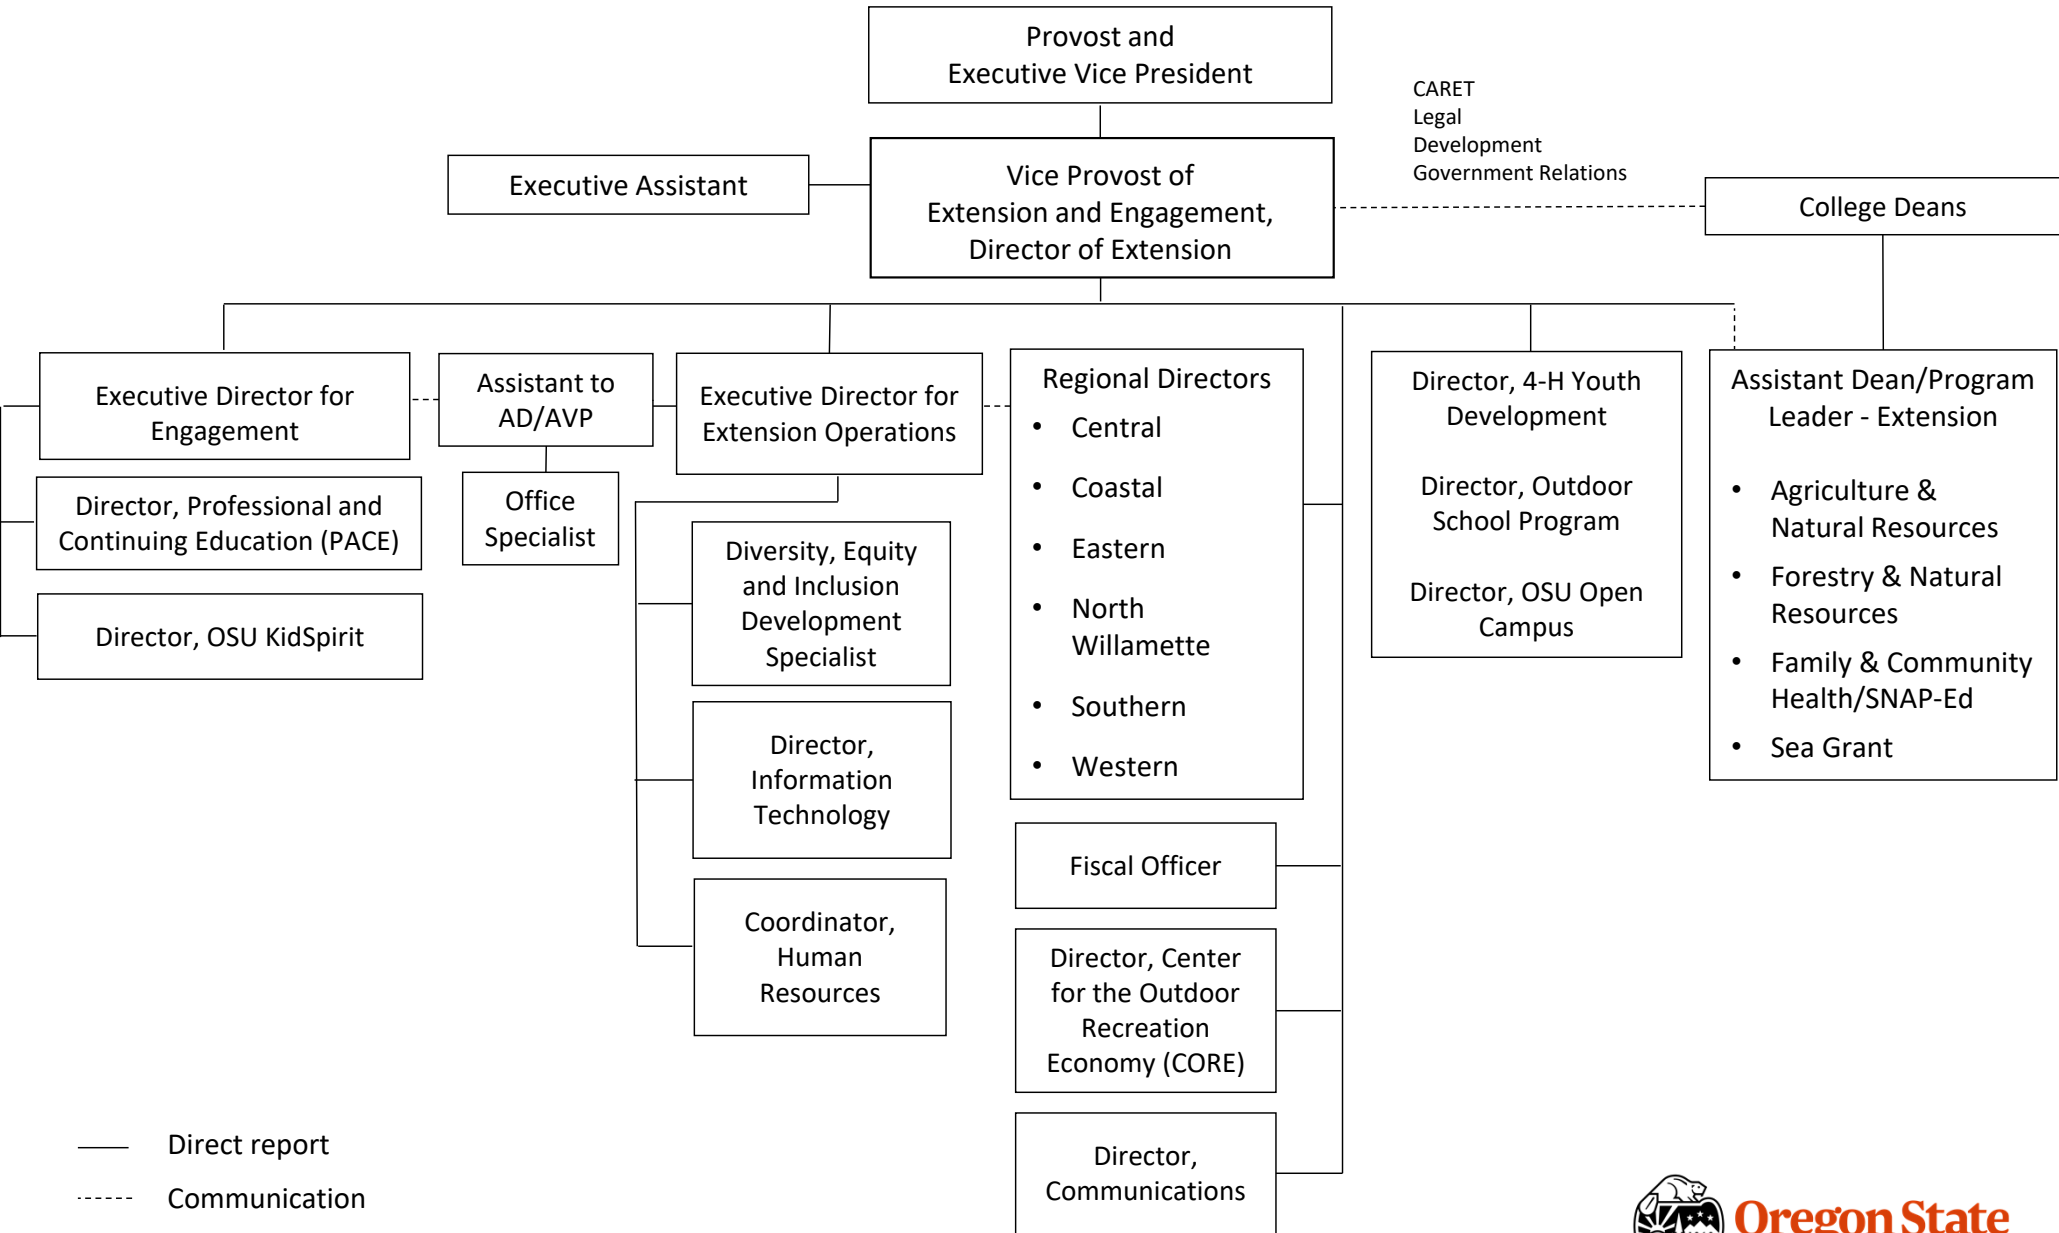 Provost and
Executive Vice President
CARET
Legal
Development
Government Relations
Executive Assistant
Vice Provost of
Extension and Engagement,
Director of Extension
College Deans
Executive Director for
Engagement
Assistant to
AD/AVP
Executive Director for
Extension Operations
Regional Directors
• Central
• Coastal
• Eastern
• North
Willamette
• Southern
• Western
Director, 4-H Youth
Development
Director, Outdoor
School Program
Director, OSU Open
Campus
Assistant Dean/Program
Leader - Extension
• Agriculture &
Natural Resources
• Forestry & Natural
Resources
• Family & Community
Health/SNAP-Ed
• Sea Grant
Director, Professional and
Continuing Education (PACE)
Director, OSU KidSpirit
Office
Specialist
Diversity, Equity
and Inclusion
Development
Specialist
Director,
Information
Technology
Coordinator,
Human
Resources
Fiscal Officer
Director, Center
for the Outdoor
Recreation
Economy (CORE)
Director,
Communications
Direct report
Communication
Oregon State